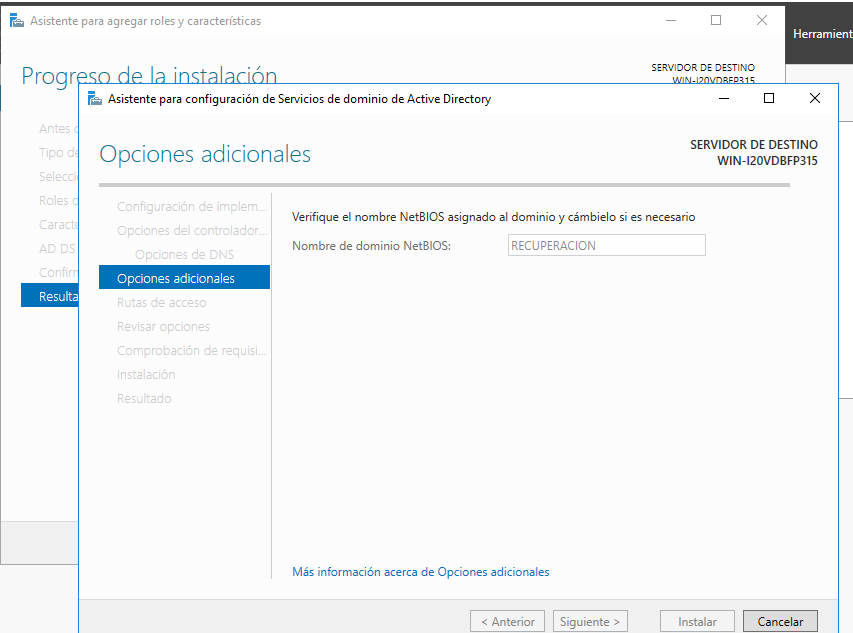 Asistente para agregar roles y características
Herramient
Progreso de la instalación
SERVIDOR DE DESTINO
WIN-I20VDBFP315
Asistente para configuración de Servicios de dominio de Active Directory
Opciones adicionales
SERVIDOR DE DESTINO
WIN-I20VDBFP315
Antes
Tipo de
Selecci
Roles
Caracte
AD DS
Confirm
Resulta
Configuración de implem...
Opciones del controlador...
Opciones de DNS
Opciones adicionales
Rutas de acceso
Revisar opciones
Comprobación de requisi...
Instalación
Resultado
Verifique el nombre NetBIOS asignado al dominio y cámbielo si es necesario
Nombre de dominio NetBIOS: RECUPERACION
Más información acerca de Opciones adicionales
< Anterior Siguiente > Instalar Cancelar